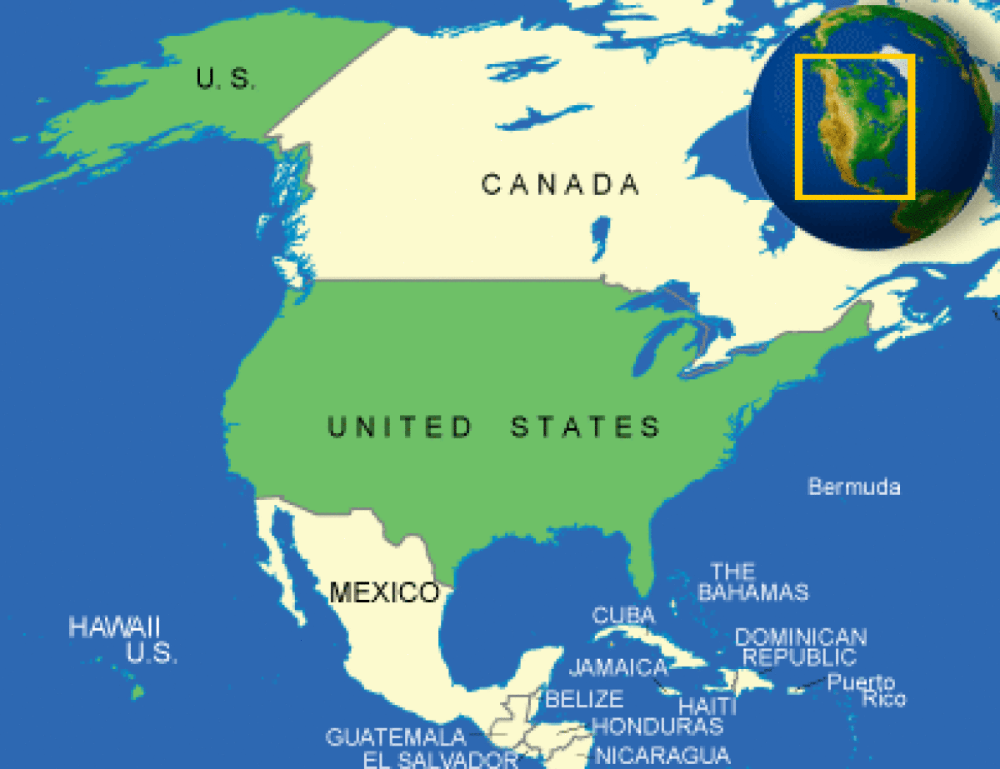 U. S.
CANADA
UNITED STATES
Bermuda
MEXICO
THE
BAHAMAS
CUBA
HAWAII
U.S.
DOMINICAN
REPUBLIC
JAMAICA
Puerto
Rico
BELIZE
HAITI
HONDURAS
GUATEMALA
EL SALVADOR
NICARAGUA